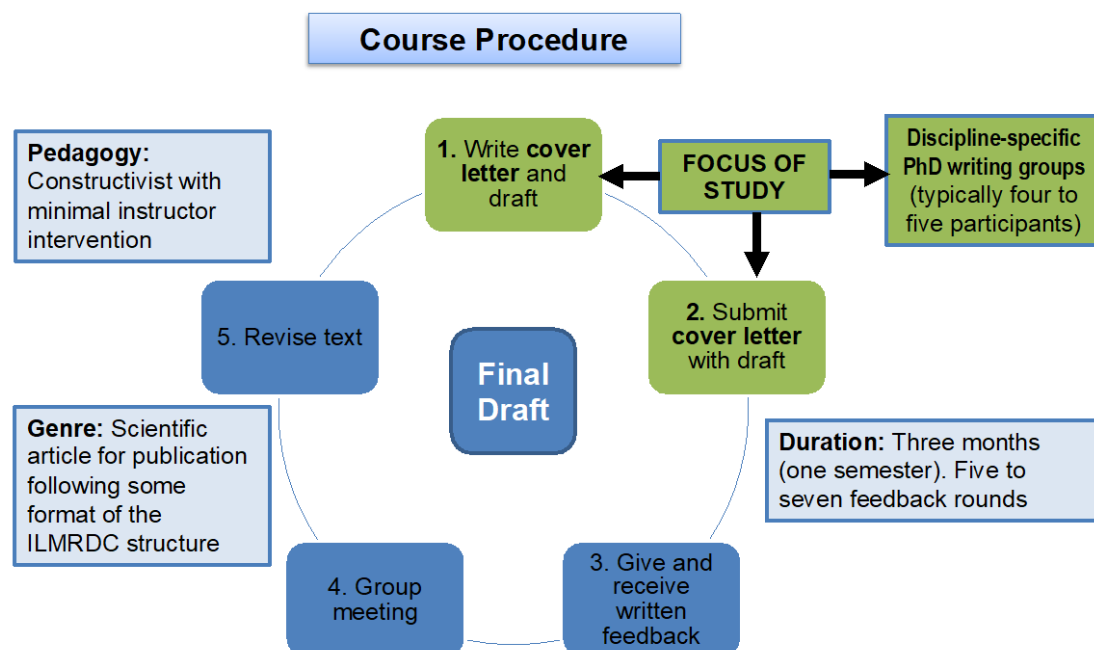 Course Procedure
Pedagogy:
Constructivist with
minimal instructor
intervention
1. Write cover
letter and
draft
FOCUS OF
STUDY
Discipline-specific
PhD writing groups
(typically four to
five participants)
5. Revise text
2. Submit
cover letter
with draft
Final
Draft
Genre: Scientific
article for publication
following some
format of the
ILMRDC structure
Duration: Three months
(one semester). Five to
seven feedback rounds
4. Group
meeting
3. Give and
receive
written
feedback